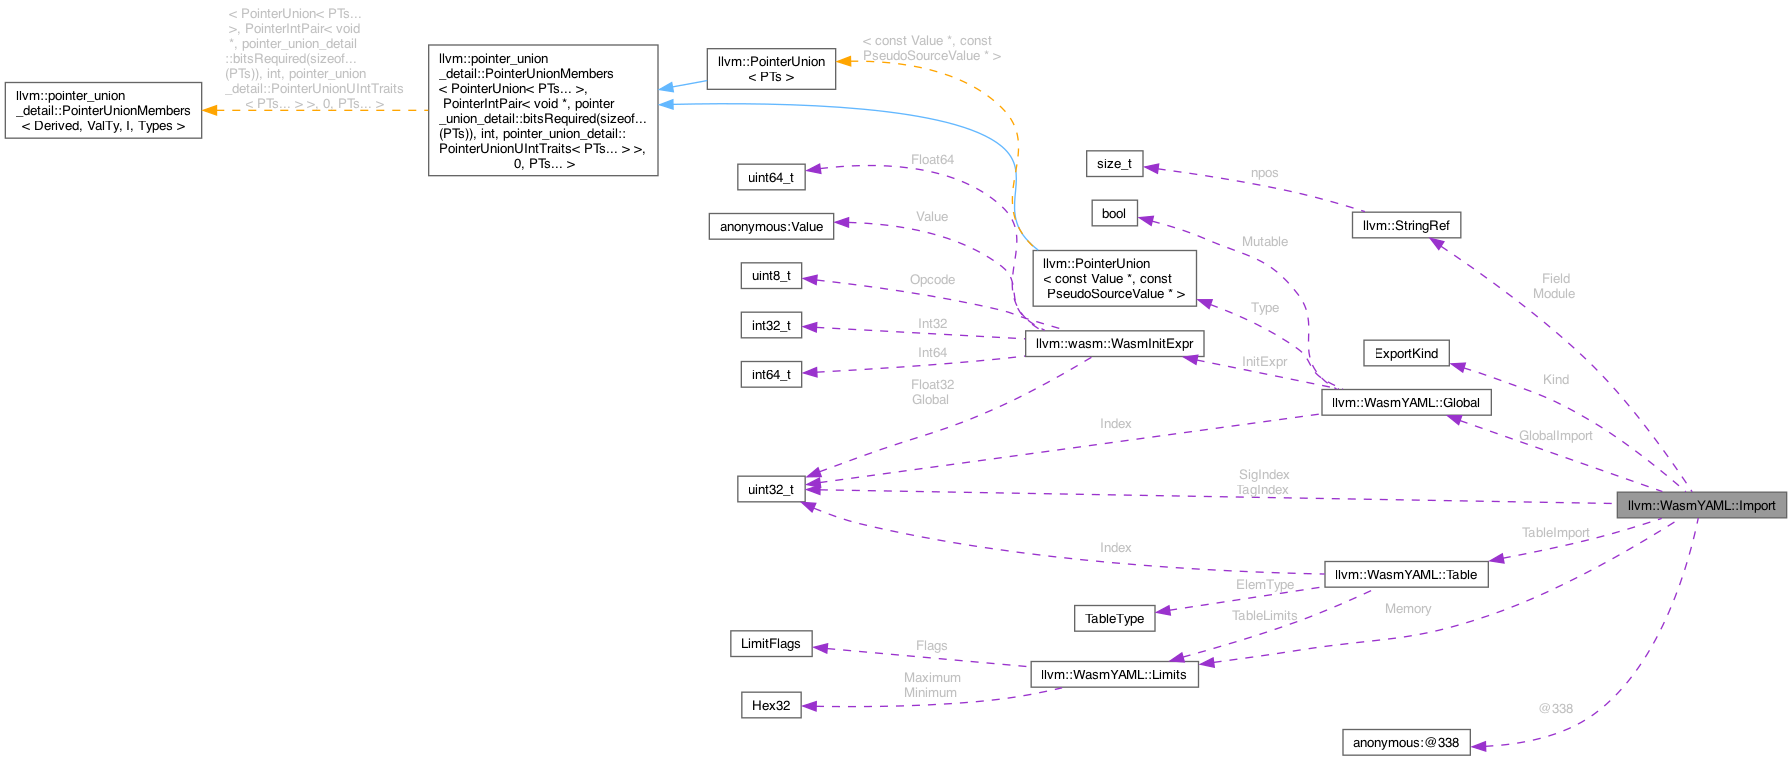 < PointerUnion< PTs...
>, PointerIntPair< void
*, pointer_union_detail
::bitsRequired(sizeof...
(PTs)), int, pointer_union
_detail::PointerUnionUIntTraits
< PTs... > >, 0, PTs... >
llvm::pointer_union
_detail::PointerUnionMembers
< Derived, ValTy, I, Types >
llvm::pointer_union
_detail::PointerUnionMembers
< PointerUnion< PTs... >,
PointerIntPair< void *, pointer
_union_detail::bitsRequired(sizeof...
(PTs)), int, pointer_union_detail::
PointerUnionUIntTraits< PTs... > >,
0, PTs... >
llvm::PointerUnion
< PTs >
< const Value *, const
PseudoSourceValue * >
uint64_t
Float64
anonymous:Value
Value
uint8_t
Opcode
int32_t
Int32
int64_t
Int64
Float32
Global
uint32_t
size_t
npos
bool
Mutable
llvm::StringRef
llvm::PointerUnion
< const Value *, const
PseudoSourceValue * >
Type
Field
Module
llvm::wasm::WasmInitExpr
InitExpr
ExportKind
Kind
llvm::WasmYAML::Global
GlobalImport
Index
SigIndex
TagIndex
llvm::WasmYAML::Import
TableImport
Index
llvm::WasmYAML::Table
ElemType
TableType
TableLimits
Memory
LimitFlags
Flags
llvm::WasmYAML::Limits
Maximum
Minimum
Hex32
@338
anonymous:@338